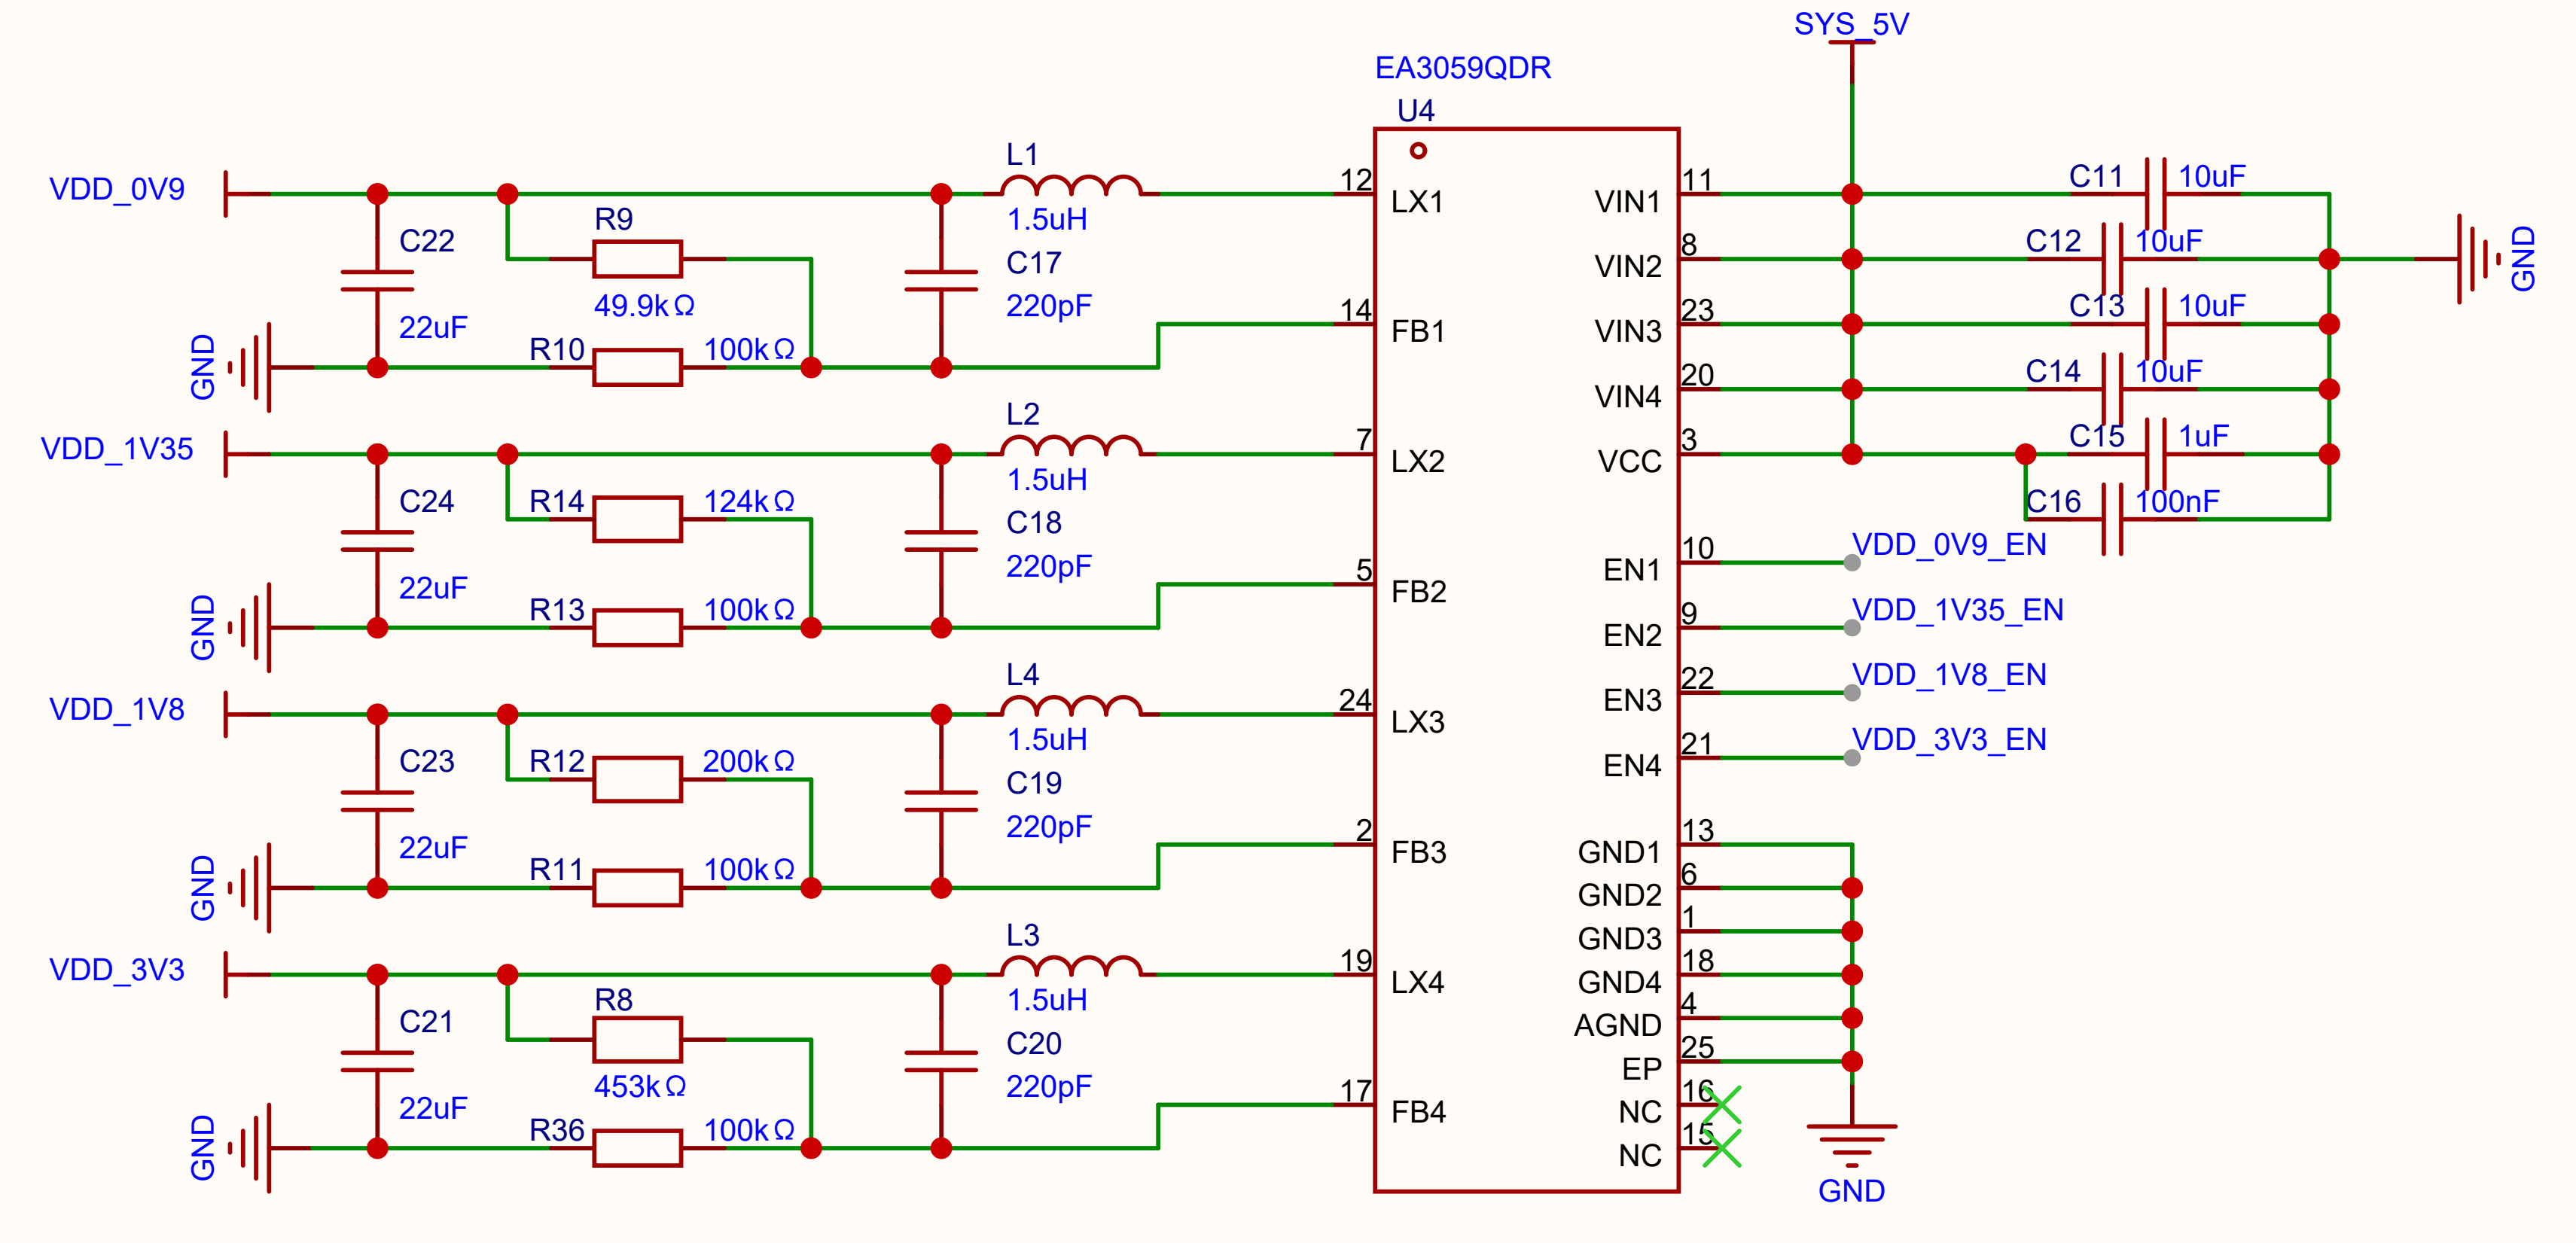 SYS_5V
EA3059QDR
U4
VDD_0V9
C22
22uF
GND
R9
49.9kΩ
R10
100kΩ
L1
1.5uH
C17
220pF
12
LX1
14
FB1
VDD_1V35
C24
22uF
GND
R14
124kΩ
R13
100kΩ
L2
1.5uH
C18
220pF
7
LX2
5
FB2
VDD_1V8
C23
22uF
GND
R12
200kΩ
R11
100kΩ
L4
1.5uH
C19
220pF
24
LX3
2
FB3
VDD_3V3
C21
22uF
GND
R8
453kΩ
R36
100kΩ
L3
1.5uH
C20
220pF
19
LX4
17
FB4
VIN1
11
C11
10uF
VIN2
8
C12
10uF
GND
VIN3
23
C13
10uF
VIN4
20
C14
10uF
VCC
3
C15
1uF
C16
100nF
EN1
10
VDD_0V9_EN
EN2
9
VDD_1V35_EN
EN3
22
VDD_1V8_EN
EN4
21
VDD_3V3_EN
GND1
13
GND2
6
GND3
1
GND4
18
AGND
4
EP
25
NC
16
NC
15
GND